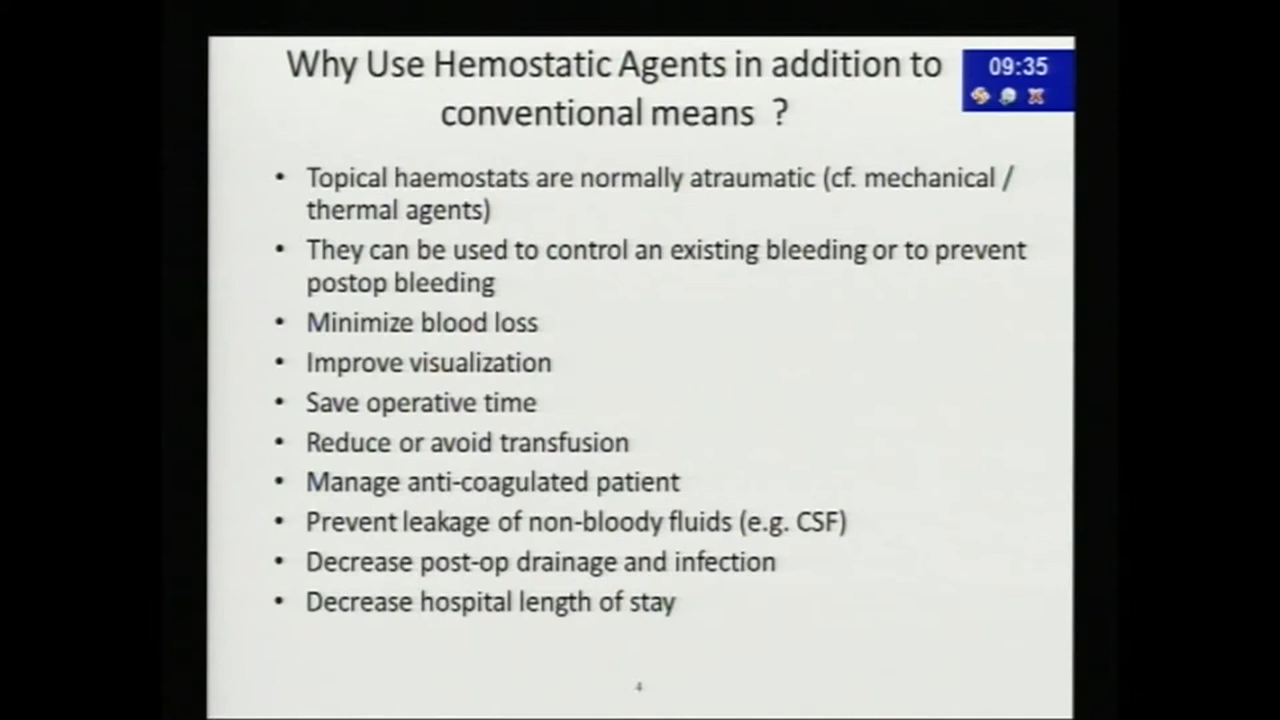 Why Use Hemostatic Agents in addition to
conventional means ?
09:35
• Topical haemostats are normally atraumatic (cf. mechanical /
thermal agents)
• They can be used to control an existing bleeding or to prevent
postop bleeding
• Minimize blood loss
• Improve visualization
• Save operative time
• Reduce or avoid transfusion
• Manage anti-coagulated patient
• Prevent leakage of non-bloody fluids (e.g. CSF)
• Decrease post-op drainage and infection
• Decrease hospital length of stay
4